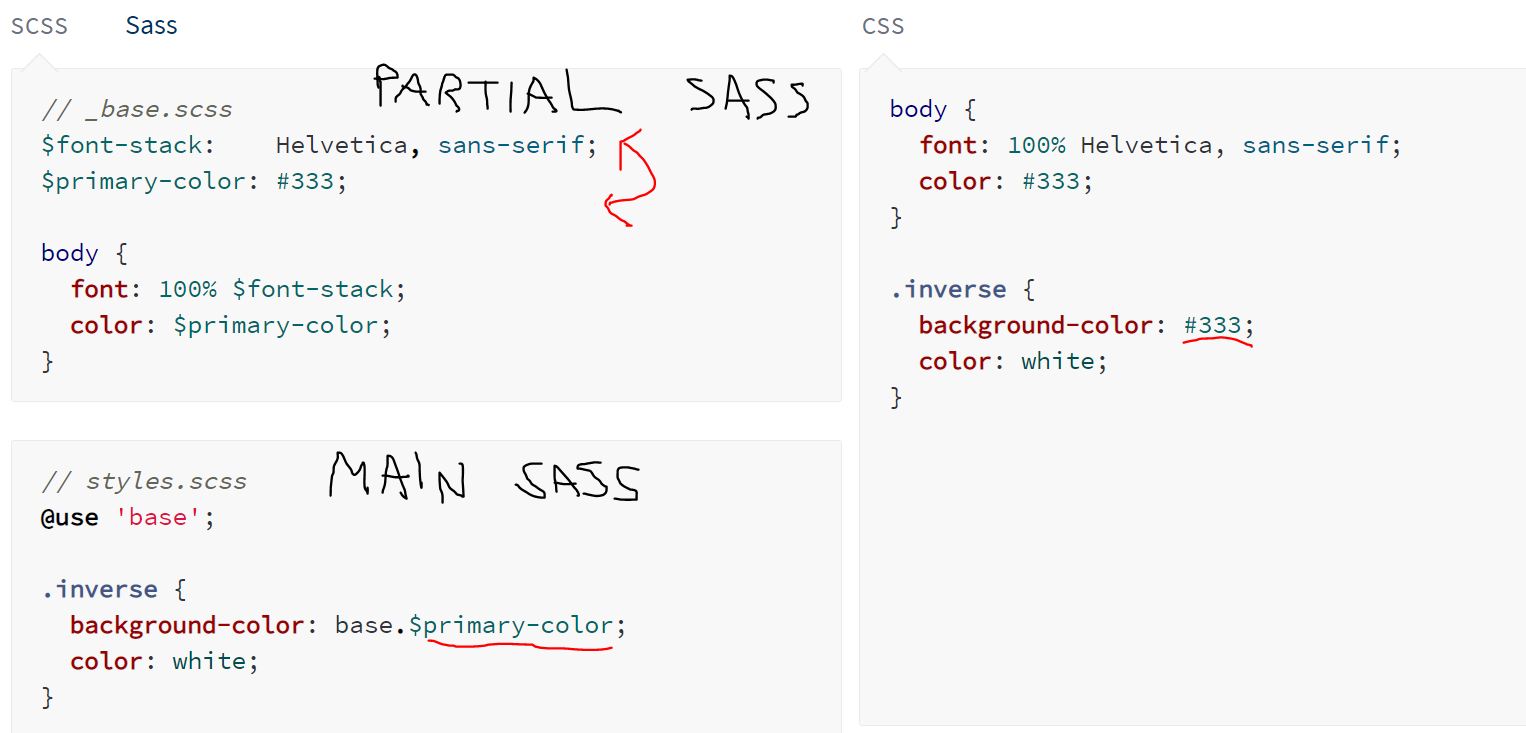 SCSS Sass
// _base.scss
PARTIAL SASS
$font-stack:    Helvetica, sans-serif;
$primary-color: #333;

body {
  font: 100% $font-stack;
  color: $primary-color;
}

// styles.scss
MAIN SASS
@use 'base';

.inverse {
  background-color: base.$primary-color;
  color: white;
}

CSS
body {
  font: 100% Helvetica, sans-serif;
  color: #333;
}

.inverse {
  background-color: #333;
  color: white;
}